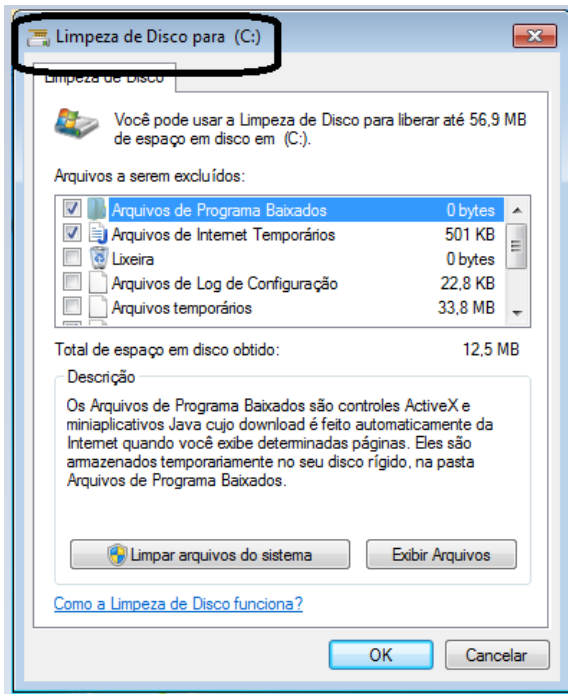 Limpeza de Disco para (C:)
Limpeza de Disco
Você pode usar a Limpeza de Disco para liberar até 56,9 MB
de espaço em disco em (C:).
Arquivos a serem excluídos:
Arquivos de Programa Baixados 0 bytes
Arquivos de Internet Temporários 501 KB
Lixeira 0 bytes
Arquivos de Log de Configuração 22,8 KB
Arquivos temporários 33,8 MB
Total de espaço em disco obtido: 12,5 MB
Descrição
Os Arquivos de Programa Baixados são controles ActiveX e
miniaplicativos Java cujo download é feito automaticamente da
Internet quando você exibe determinadas páginas. Eles são
armazenados temporariamente no seu disco rígido, na pasta
Arquivos de Programa Baixados.
Limpar arquivos do sistema Exibir Arquivos
Como a Limpeza de Disco funciona?
OK Cancelar